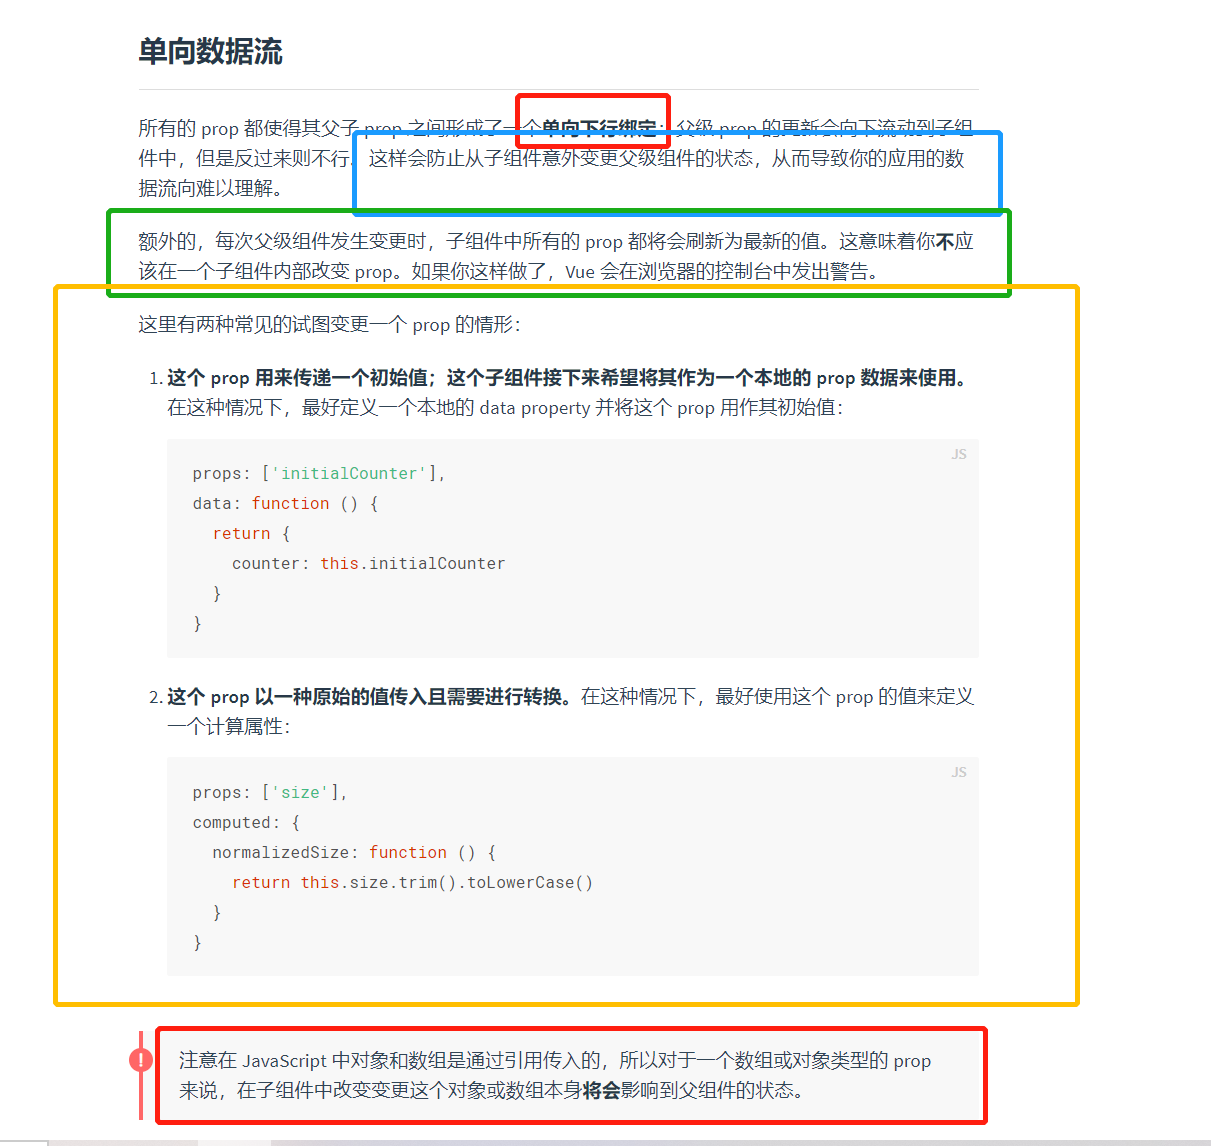 单向数据流
所有的 prop 都使得其父子 prop 之间形成了一个单向下行绑定：父级 prop 的更新会向下流动到子组
件中，但是反过来则不行。这样会防止从子组件意外变更父级组件的状态，从而导致你的应用的数
据流向难以理解。
额外的，每次父级组件发生变更时，子组件中所有的 prop 都将会刷新为最新的值。这意味着你不应
该在一个子组件内部改变 prop。如果你这样做了，Vue 会在浏览器的控制台中发出警告。
这里有两种常见的试图变更一个 prop 的情形：
1. 这个 prop 用来传递一个初始值；这个子组件接下来希望将其作为一个本地的 prop 数据来使用。
在这种情况下，最好定义一个本地的 data property 并将这个 prop 用作其初始值：
JS
props: ['initialCounter'],
data: function () {
  return {
    counter: this.initialCounter
  }
}
2. 这个 prop 以一种原始的值传入且需要进行转换。在这种情况下，最好使用这个 prop 的值来定义
一个计算属性：
JS
props: ['size'],
computed: {
  normalizedSize: function () {
    return this.size.trim().toLowerCase()
  }
}
!
注意在 JavaScript 中对象和数组是通过引用传入的，所以对于一个数组或对象类型的 prop
来说，在子组件中改变变更这个对象或数组本身将会影响到父组件的状态。